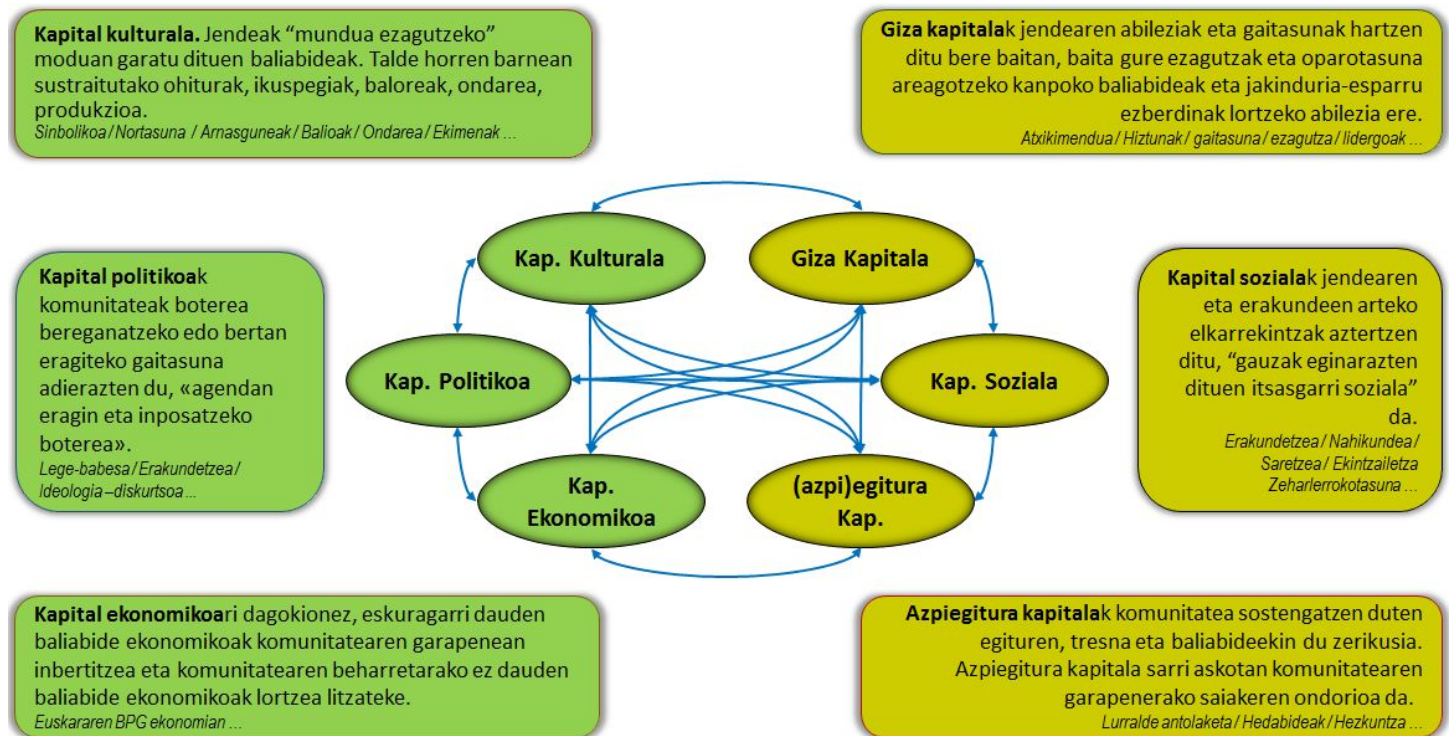 Kapital kulturala. Jendeak “mundua ezagutzeko”
moduan garatu dituen baliabideak. Talde horren barnean
sustraitutako ohiturak, ikuspegiak, baloreak, ondarea,
produkzioa.
Sinbolikoa / Nortasuna / Arnasguneak / Balioak / Ondarea / Ekimenak ...
Giza kapitalak jendearen abileziak eta gaitasunak hartzen
ditu bere baitan, baita gure ezagutzak eta oparotasuna
areagotzeko kanpoko baliabideak eta jakinduria-esparru
ezberdinak lortzeko abilezia ere.
Atxikimendua / Hiztunak / gaitasuna / ezagutza / lidergoak ...
Kap. Kulturala
Giza Kapitala
Kapital politikoak
komunitateak boterea
bereganatzeko edo bertan
eragiteko gaitasuna
adierazten du, «agendan
eragin eta inposatzeko
boterea».
Lege-babesa / Erakundetzea /
Ideologia –diskurtsoa ...
Kap. Politikoa
Kap. Soziala
Kapital sozialak jendearen
eta erakundeen arteko
elkarrekintzak aztertzen
ditu, “gauzak eginarazten
dituen itsasgarri soziala”
da.
Erakundetzea / Nahikundea /
Saretzea / Ekintzailetza
Zeharlerrokotasuna ...
Kap.
Ekonomikoa
(azpi)egitura
Kap.
Kapital ekonomikoari dagokionez, eskuragarri dauden
baliabide ekonomikoak komunitatearen garapenean
inbertitzea eta komunitatearen beharretarako ez dauden
baliabide ekonomikoak lortzea litzateke.
Euskararen BPG ekonomian ...
Azpiegitura kapitalak komunitatea sostengatzen duten
egituren, tresna eta baliabideekin du zerikusia.
Azpiegitura kapitala sarri askotan komunitatearen
garapenerako saiakeren ondorioa da.
Lurralde antolaketa / Hedabideak / Hezkuntza ...